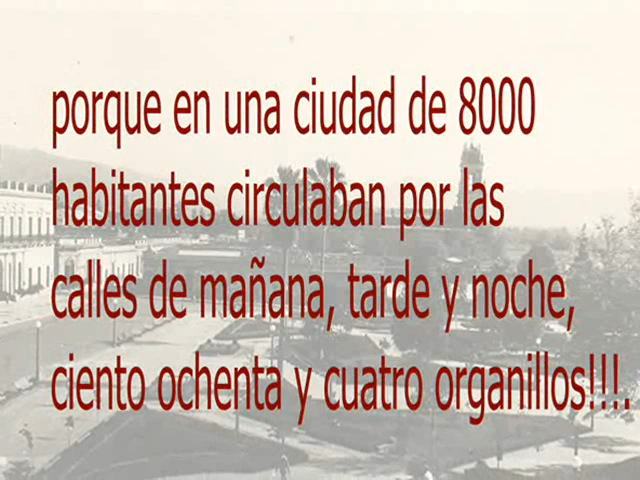 porque en una ciudad de 8000
habitantes circulaban por las
calles de mañana, tarde y noche,
ciento ochenta y cuatro organillos!!!.